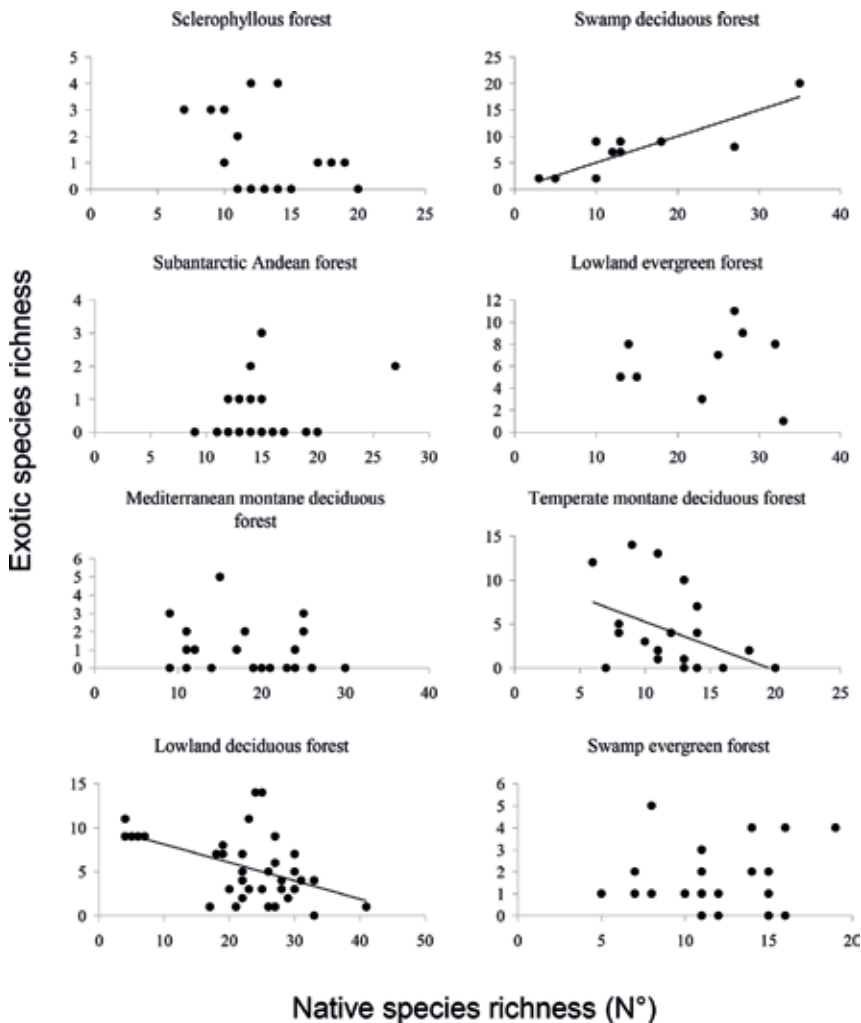 Sclerophyllous forest
5
4
3
2
1
0
0 5 10 15 20 25
Swamp deciduous forest
25
20
15
10
5
0
0 10 20 30 40
Subantarctic Andean forest
4
3
2
1
0
0 5 10 15 20 25 30
Lowland evergreen forest
12
10
8
6
4
2
0
0 10 20 30 40
Mediterranean montane deciduous
forest
6
5
4
3
2
1
0
0 10 20 30 40
Temperate montane deciduous forest
15
10
5
0
0 5 10 15 20 25
Lowland deciduous forest
15
10
5
0
0 10 20 30 40 50
Swamp evergreen forest
6
5
4
3
2
1
0
0 5 10 15 20
Exotic species richness
Native species richness (N°)